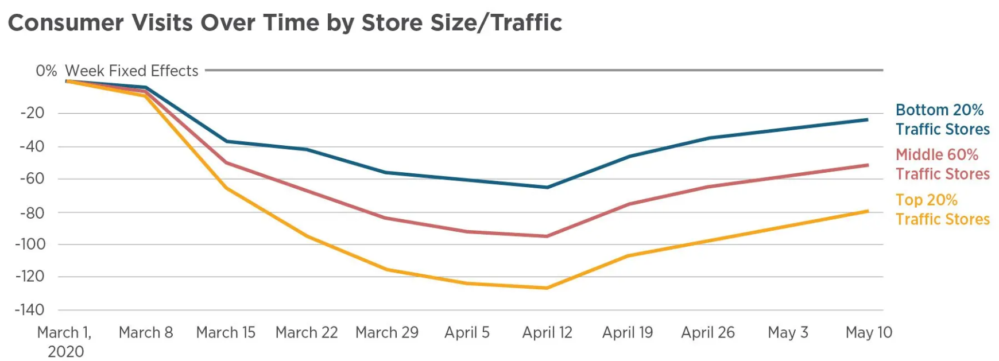 Consumer Visits Over Time by Store Size/Traffic
0% Week Fixed Effects
-20
-40
-60
-80
-100
-120
-140
Bottom 20%
Traffic Stores
Middle 60%
Traffic Stores
Top 20%
Traffic Stores
March 1, March 8 March 15 March 22 March 29 April 5 April 12 April 19 April 26 May 3 May 10
2020